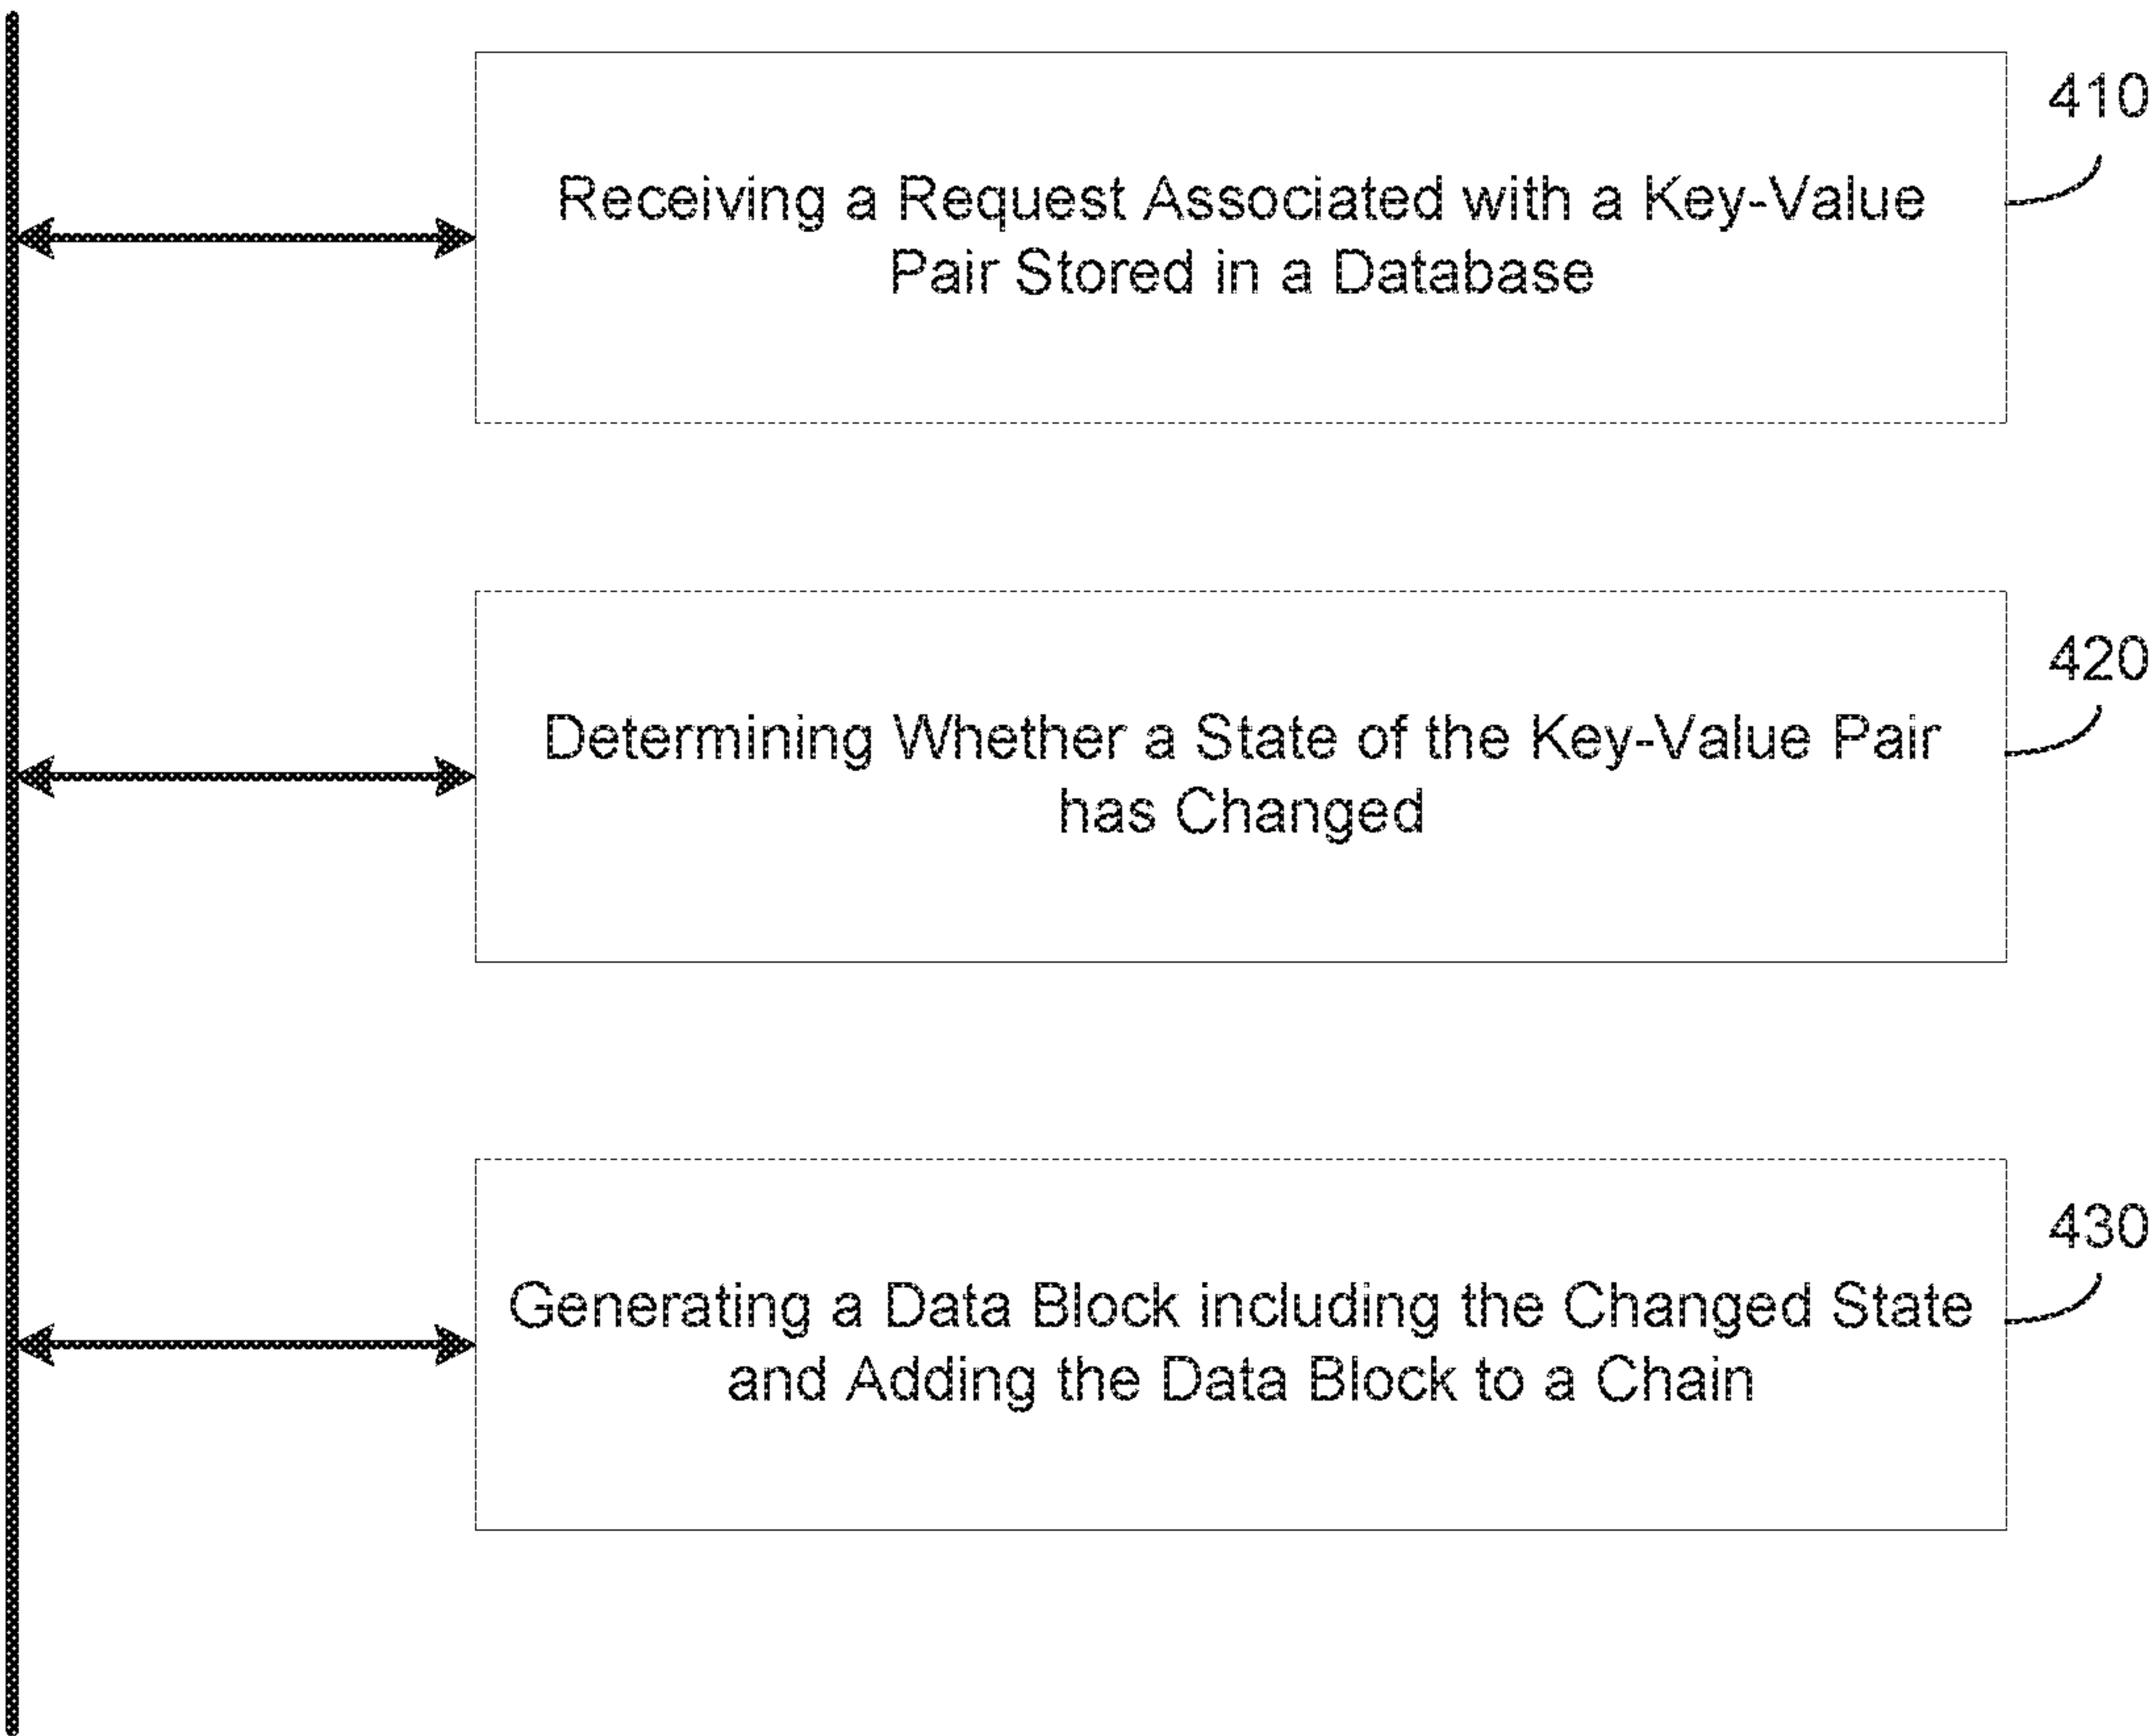 410
Receiving a Request Associated with a Key-Value
Pair Stored in a Database
420
Determining Whether a State of the Key-Value Pair
has Changed
430
Generating a Data Block including the Changed State
and Adding the Data Block to a Chain